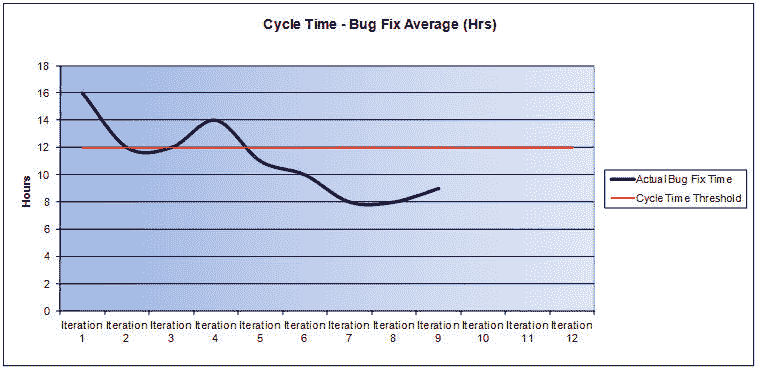 Cycle Time - Bug Fix Average (Hrs)
18
16
14
12
10
8
6
4
2
0
Hours
Iteration 1
Iteration 2
Iteration 3
Iteration 4
Iteration 5
Iteration 6
Iteration 7
Iteration 8
Iteration 9
Iteration 10
Iteration 11
Iteration 12
Actual Bug Fix Time
Cycle Time Threshold